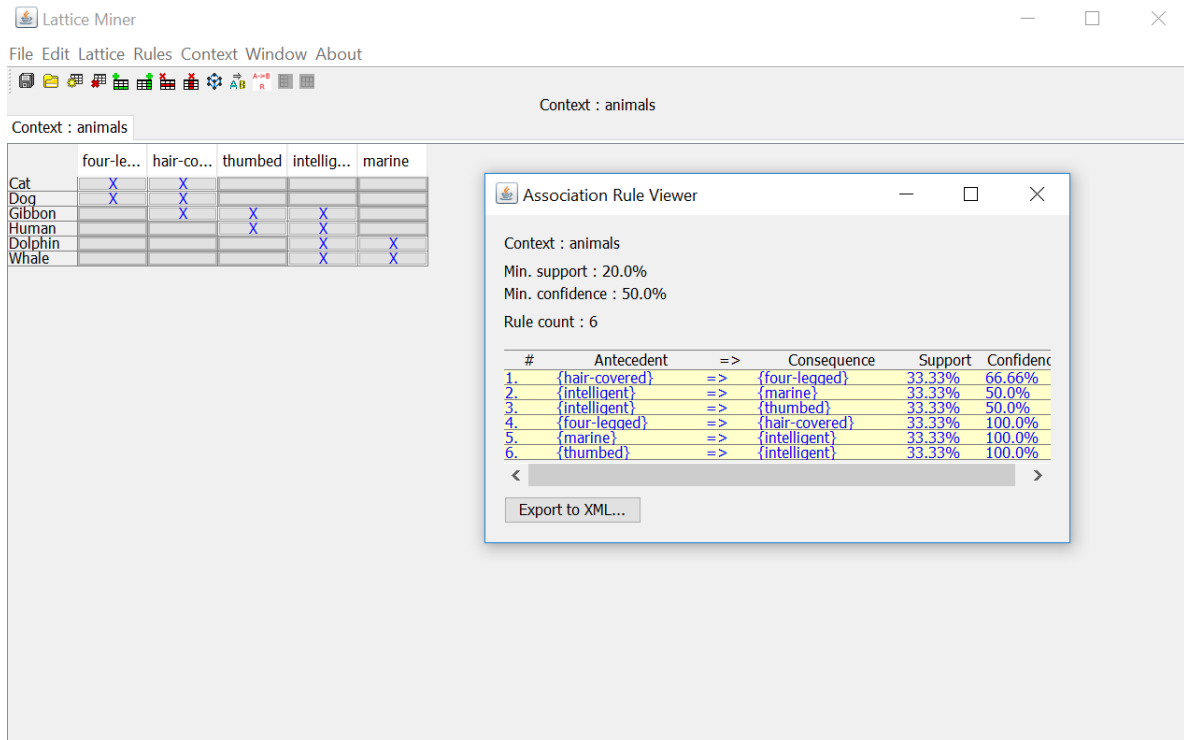 Lattice Miner
File Edit Lattice Rules Context Window About
Context : animals
Context : animals
four-le... hair-co... thumbed intellig... marine
Cat X X
Dog X X
Gibbon X X X
Human X X
Dolphin X X
Whale X X
Association Rule Viewer
Context : animals
Min. support : 20.0%
Min. confidence : 50.0%
Rule count : 6
# Antecedent => Consequence Support Confidenc
1. {hair-covered} => {four-legged} 33.33% 66.66%
2. {intelligent} => {marine} 33.33% 50.0%
3. {intelligent} => {thumbed} 33.33% 50.0%
4. {four-legged} => {hair-covered} 33.33% 100.0%
5. {marine} => {intelligent} 33.33% 100.0%
6. {thumbed} => {intelligent} 33.33% 100.0%
Export to XML...